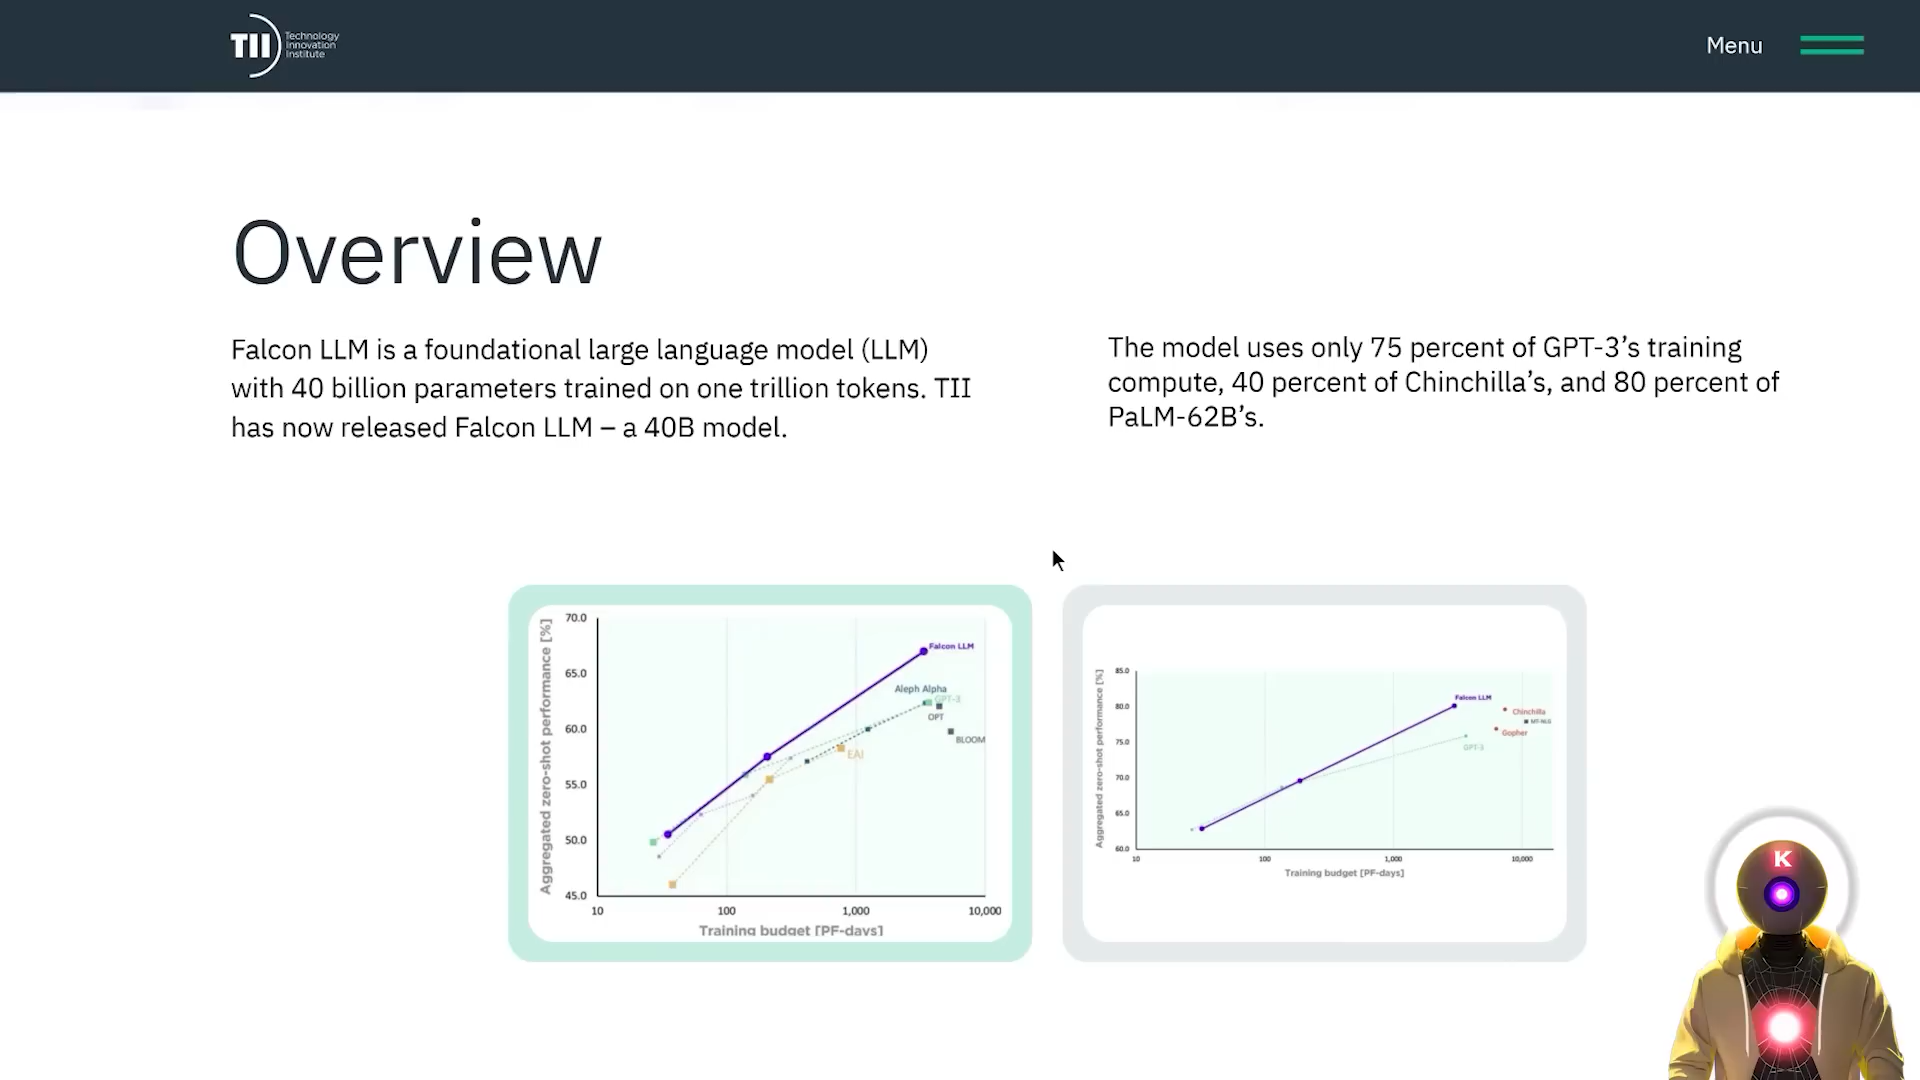 TII Technology
Innovation
Institute
Menu
Overview
Falcon LLM is a foundational large language model (LLM)
with 40 billion parameters trained on one trillion tokens. TII
has now released Falcon LLM – a 40B model.
The model uses only 75 percent of GPT-3’s training
compute, 40 percent of Chinchilla’s, and 80 percent of
PaLM-62B’s.
Aggregated zero-shot performance [%]
70.0
65.0
60.0
55.0
50.0
45.0
10
100
1,000
10,000
Training budget [PF-days]
Falcon LLM
Aleph Alpha
GPT-3
OPT
BLOOM
EAI
Aggregated zero-shot performance [%]
85.0
80.0
75.0
70.0
65.0
60.0
10
100
1,000
10,000
Training budget [PF-days]
Falcon LLM
Chinchilla
MT-NLG
Gopher
GPT-3
K